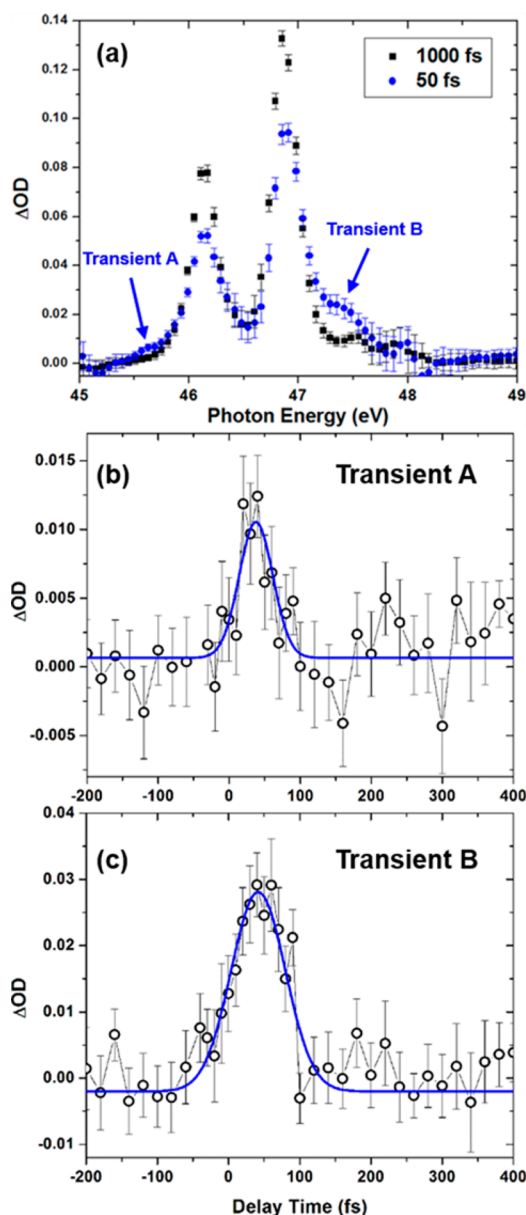 0.14
0.12
0.10
0.08
0.06
0.04
0.02
0.00
ΔOD
(a)
1000 fs
50 fs
Transient A
Transient B
45 46 47 48 49
Photon Energy (eV)
(b) Transient A
0.015
0.010
0.005
0.000
-0.005
ΔOD
-200 -100 0 100 200 300 400
(c) Transient B
0.04
0.03
0.02
0.01
0.00
-0.01
ΔOD
-200 -100 0 100 200 300 400
Delay Time (fs)